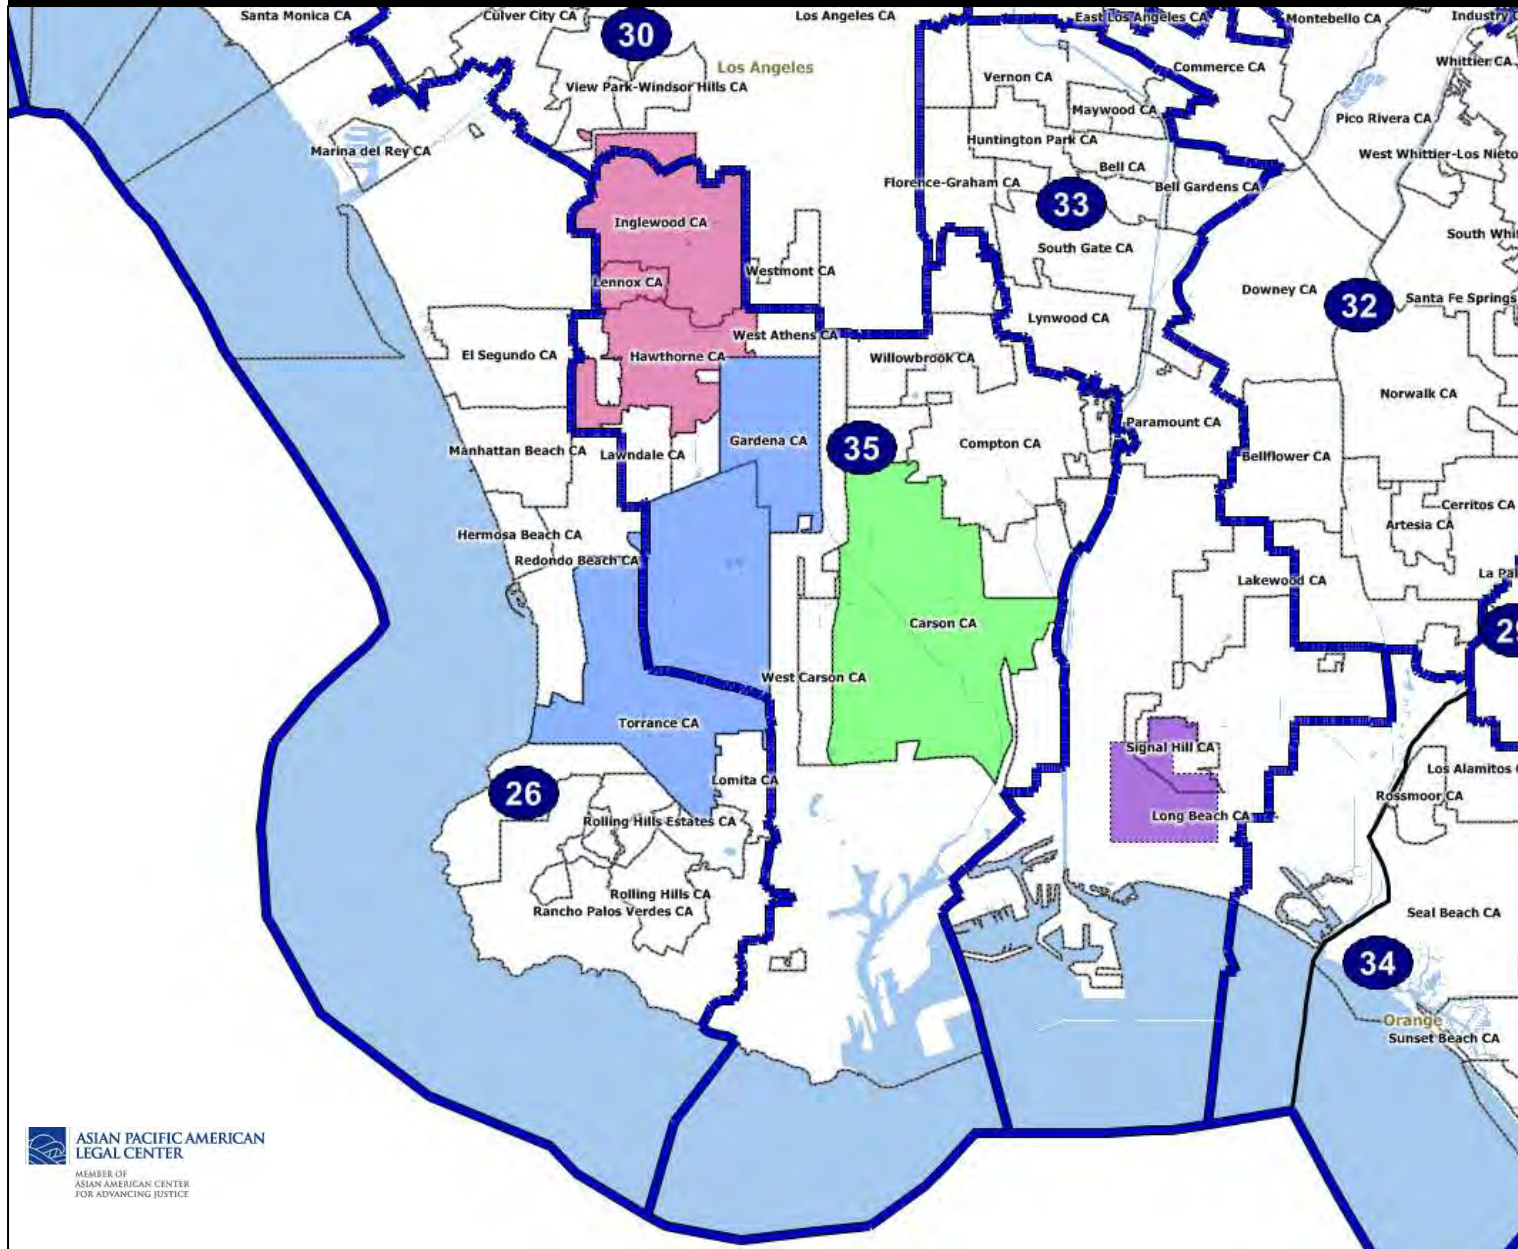 Santa Monica CA
Culver City CA
Los Angeles CA
East Los Angeles CA
Montebello CA
Industry
30
Los Angeles
Commerce CA
Whittier CA
Vernon CA
View Park-Windsor Hills CA
Maywood CA
Pico Rivera CA
Marina del Rey CA
Huntington Park CA
West Whittier-Los Nieto
Bell CA
Florence-Graham CA
Bell Gardens CA
33
Inglewood CA
South Gate CA
South Whi
Westmont CA
Lennox CA
Downey CA
32
Santa Fe Springs
Lynwood CA
West Athens CA
El Segundo CA
Hawthorne CA
Willowbrook CA
Norwalk CA
Paramount CA
Gardena CA
35
Compton CA
Manhattan Beach CA
Lawndale CA
Bellflower CA
Cerritos CA
Artesia CA
Hermosa Beach CA
Redondo Beach CA
La Pal
Lakewood CA
Carson CA
29
West Carson CA
Torrance CA
Signal Hill CA
Los Alamitos
Lomita CA
26
Rossmoor CA
Rolling Hills Estates CA
Long Beach CA
Rolling Hills CA
Rancho Palos Verdes CA
Seal Beach CA
34
Orange
Sunset Beach CA
ASIAN PACIFIC AMERICAN
LEGAL CENTER
MEMBER OF
ASIAN AMERICAN CENTER
FOR ADVANCING JUSTICE